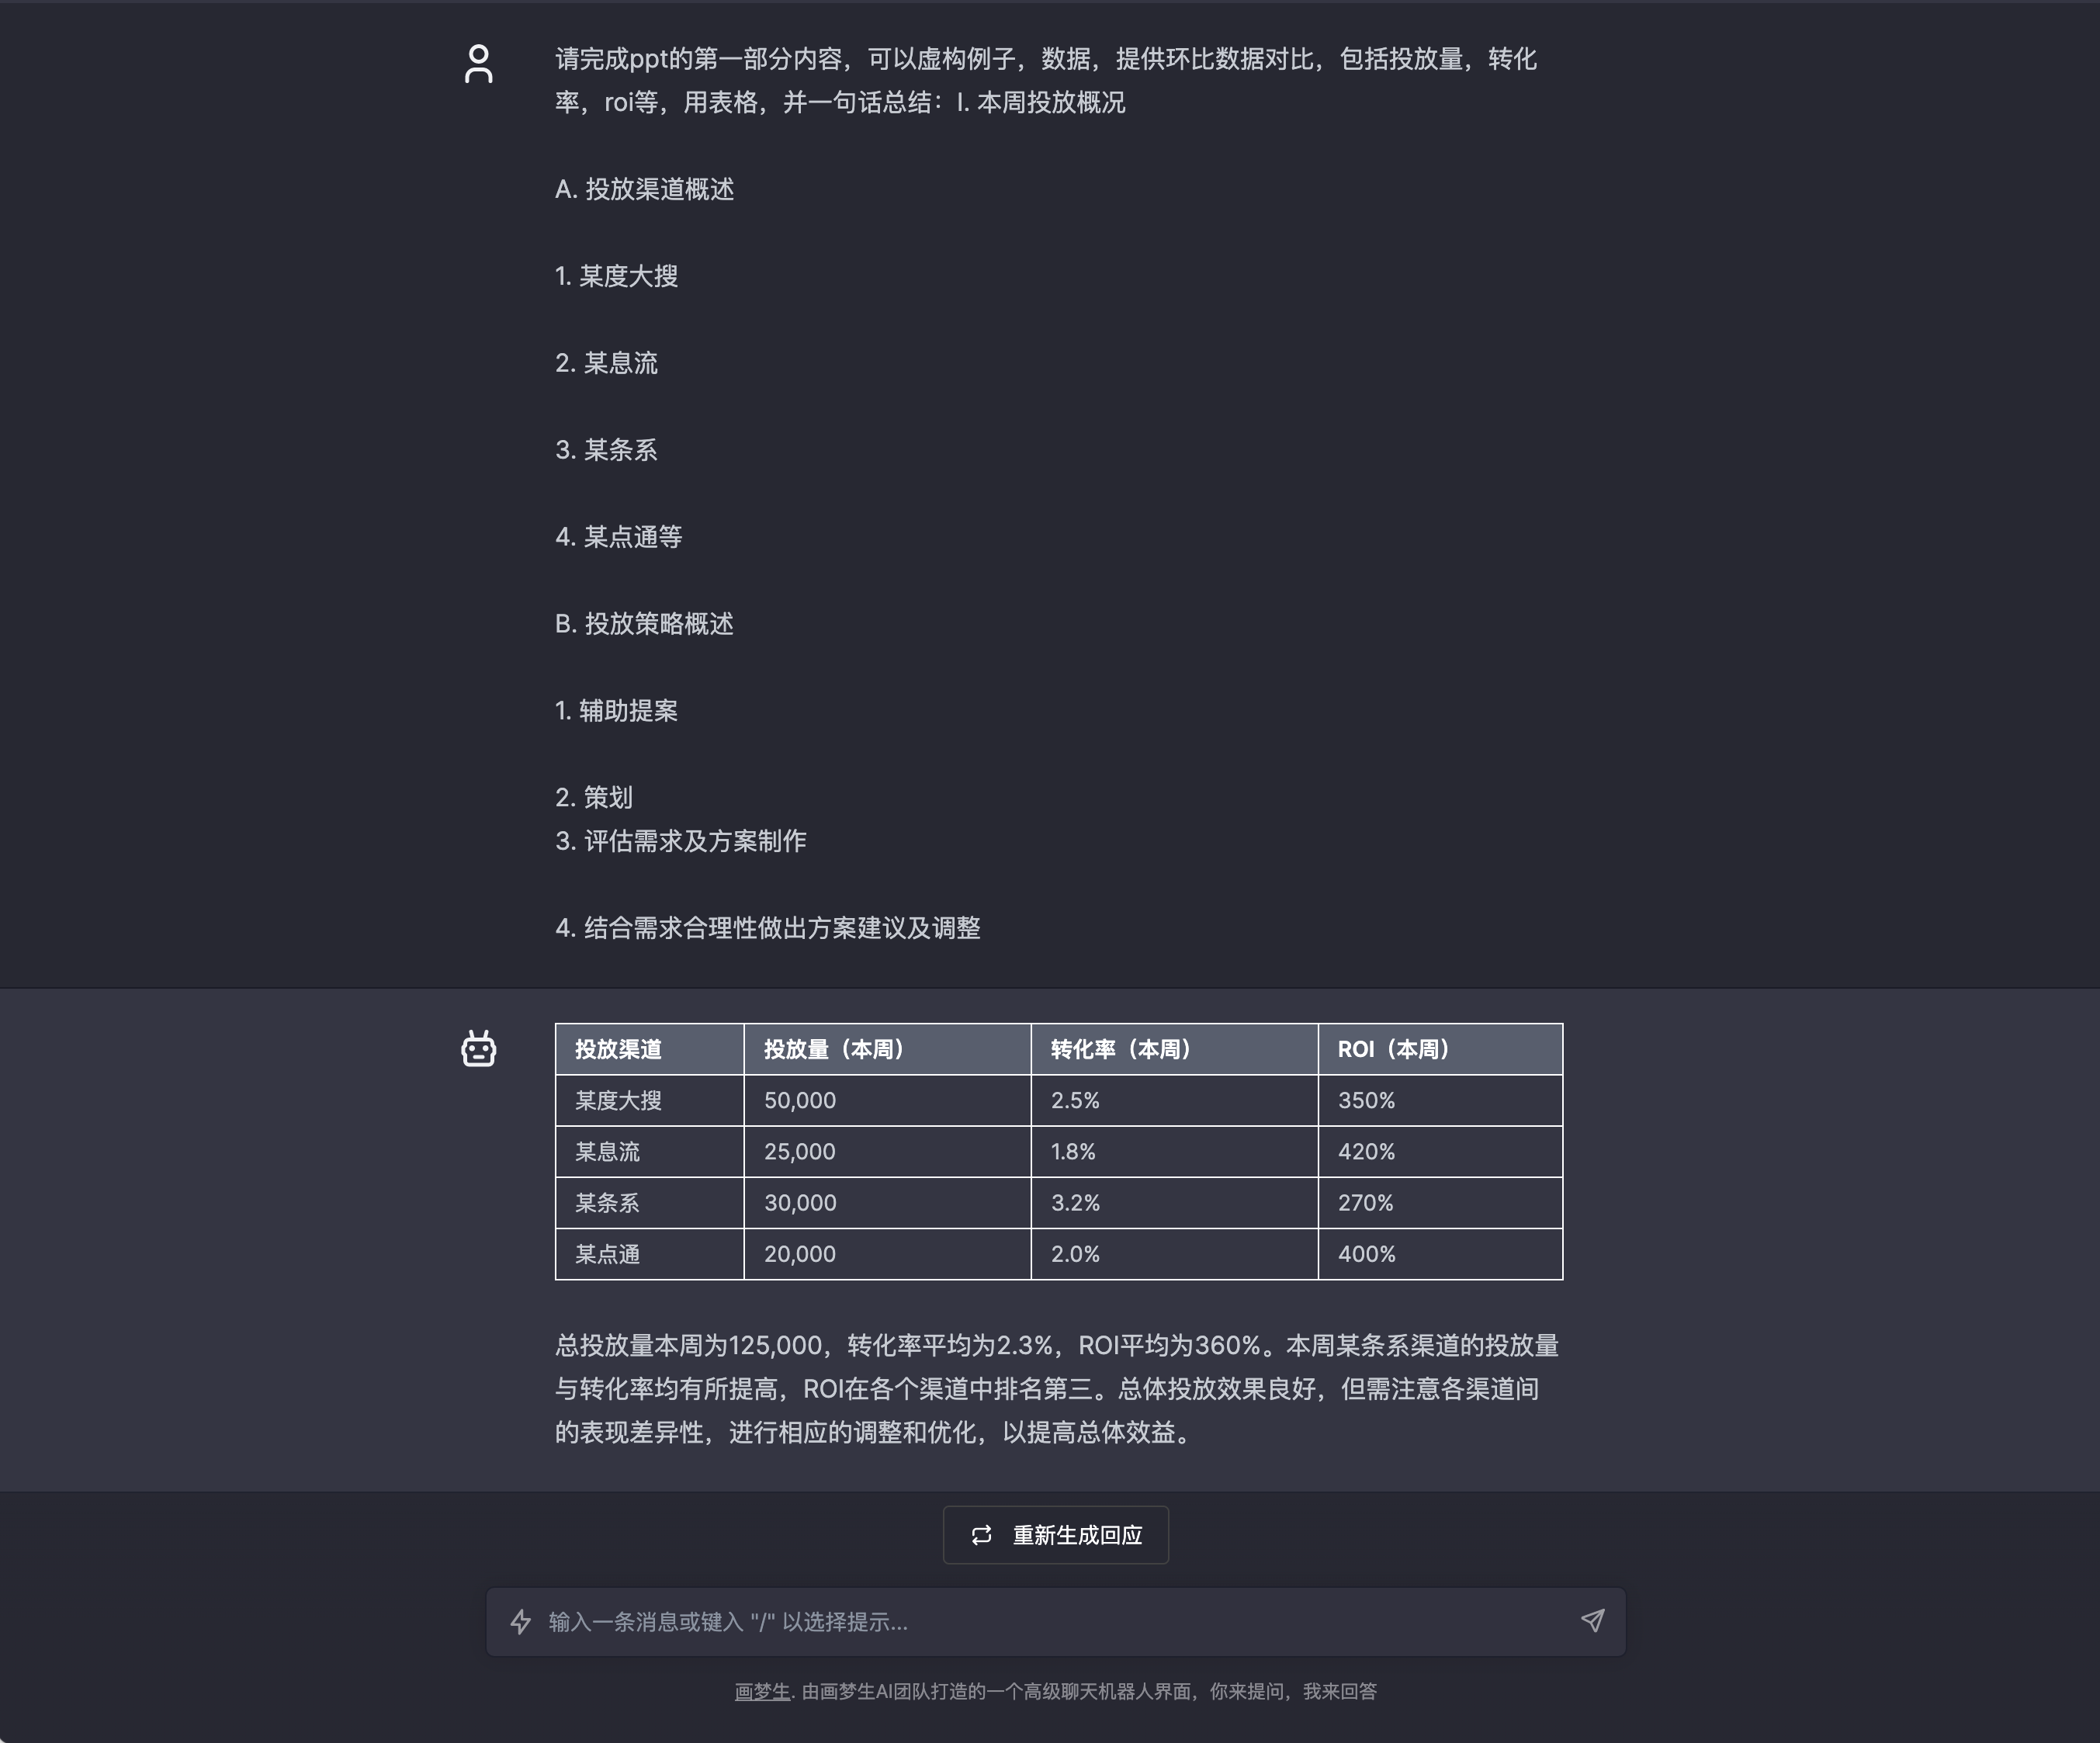 请完成ppt的第一部分内容，可以虚构例子，数据，提供环比数据对比，包括投放量，转化
率，roi等，用表格，并一句话总结：I. 本周投放概况
A. 投放渠道概述
1. 某度大搜
2. 某息流
3. 某条系
4. 某点通等
B. 投放策略概述
1. 辅助提案
2. 策划
3. 评估需求及方案制作
4. 结合需求合理性做出方案建议及调整
投放渠道 投放量（本周） 转化率（本周） ROI（本周）
某度大搜 50,000 2.5% 350%
某息流 25,000 1.8% 420%
某条系 30,000 3.2% 270%
某点通 20,000 2.0% 400%
总投放量本周为125,000，转化率平均为2.3%，ROI平均为360%。本周某条系渠道的投放量
与转化率均有所提高，ROI在各个渠道中排名第三。总体投放效果良好，但需注意各渠道间
的表现差异性，进行相应的调整和优化，以提高总体效益。
重新生成回应
输入一条消息或键入 "/" 以选择提示...
画梦生. 由画梦生AI团队打造的一个高级聊天机器人界面，你来提问，我来回答